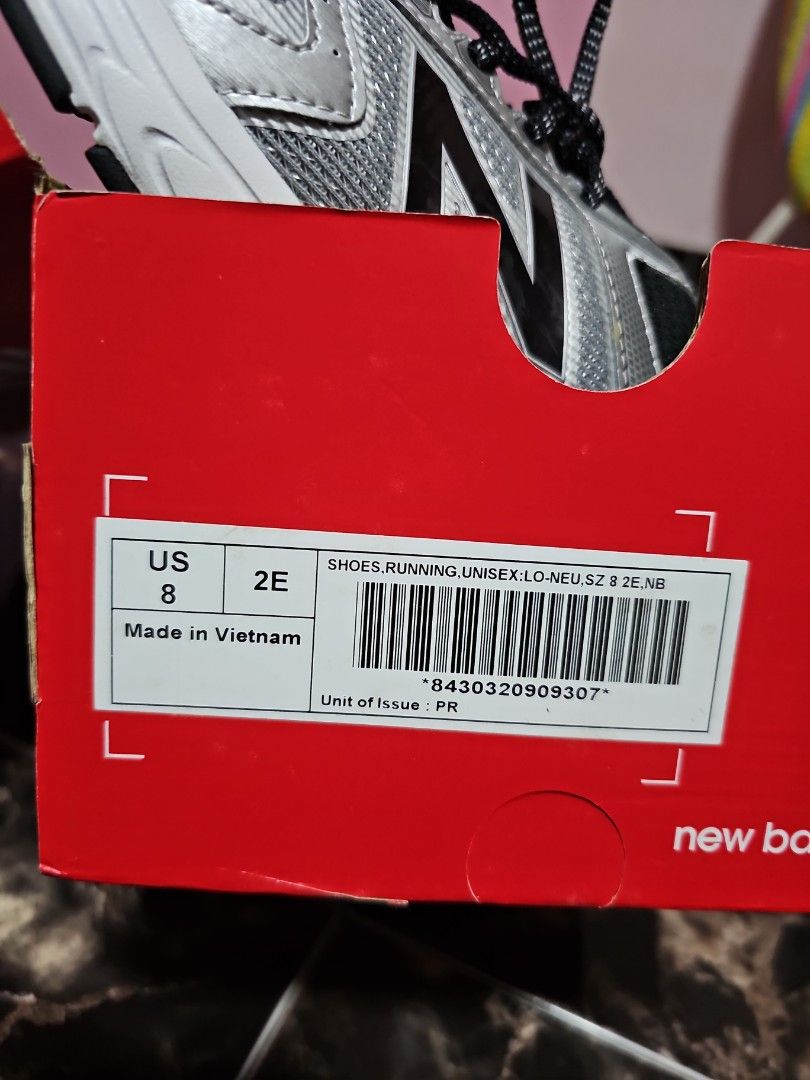 US
8
2E
SHOES,RUNNING,UNISEX:LO-NEU,SZ 8 2E,NB
Made in Vietnam
*8430320909307*
Unit of Issue : PR
new ba